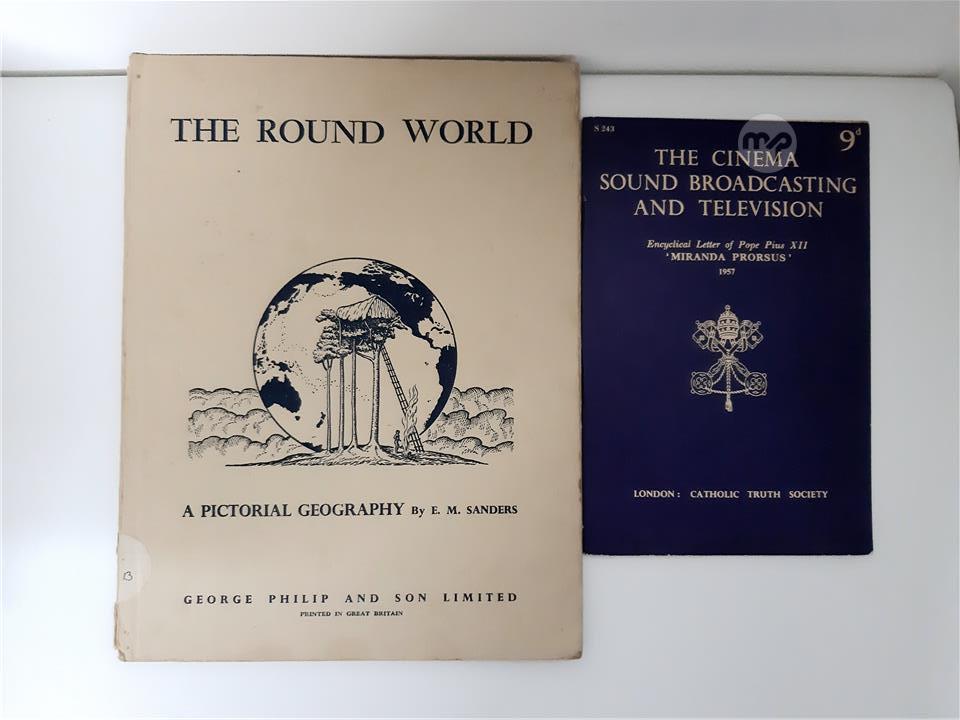 THE ROUND WORLD
A PICTORIAL GEOGRAPHY By E. M. SANDERS
GEORGE PHILIP AND SON LIMITED
PRINTED IN GREAT BRITAIN
13
S 243
9d
THE CINEMA
SOUND BROADCASTING
AND TELEVISION
Encyclical Letter of Pope Pius XII
'MIRANDA PRORSUS'
1957
LONDON: CATHOLIC TRUTH SOCIETY